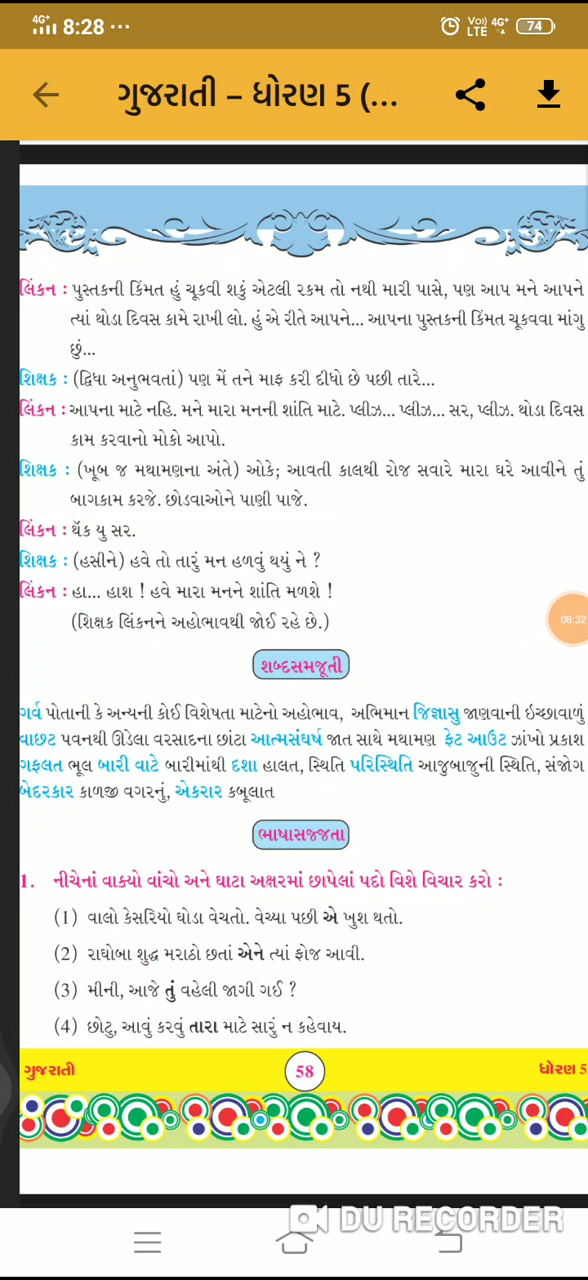 4G+ 8:28 ...
Vo)) LTE 4G+ 74
ગુજરાતી – ધોરણ 5 (...
લિંકન : પુસ્તકની કિંમત હું ચૂકવી શકું એટલી રકમ તો નથી મારી પાસે, પણ આપ મને આપને
ત્યાં થોડા દિવસ કામે રાખી લો. હું એ રીતે આપને... આપના પુસ્તકની કિંમત ચૂકવવા માંગુ
છું...
શિક્ષક : (દ્વિધા અનુભવતાં) પણ મેં તને માફ કરી દીધો છે પછી તારે...
લિંકન : આપના માટે નહિ. મને મારા મનની શાંતિ માટે. પ્લીઝ... પ્લીઝ... સર, પ્લીઝ. થોડા દિવસ
કામ કરવાનો મોકો આપો.
શિક્ષક : (ખૂબ જ મથામણના અંતે) ઓકે; આવતી કાલથી રોજ સવારે મારા ઘરે આવીને તું
બાગકામ કરજે. છોડવાઓને પાણી પાજે.
લિંકન : થૅંક યુ સર.
શિક્ષક : (હસીને) હવે તો તારું મન હળવું થયું ને ?
લિંકન : હા... હાશ ! હવે મારા મનને શાંતિ મળશે !
(શિક્ષક લિંકનને અહોભાવથી જોઈ રહે છે.)
08:32
શબ્દસમજૂતી
ગર્વ પોતાની કે અન્યની કોઈ વિશેષતા માટેનો અહોભાવ, અભિમાન જિજ્ઞાસુ જાણવાની ઇચ્છાવાળું
વાછટ પવનથી ઊડેલા વરસાદના છાંટા આત્મસંઘર્ષ જાત સાથે મથામણ ફેટ આઉટ ઝાંખો પ્રકાશ
ગફલત ભૂલ બારી વાટે બારીમાંથી દશા હાલત, સ્થિતિ પરિસ્થિતિ આજુબાજુની સ્થિતિ, સંજોગ
બેદરકાર કાળજી વગરનું, એકરાર કબૂલાત
ભાષાસજ્જતા
1. નીચેનાં વાક્યો વાંચો અને ઘાટા અક્ષરમાં છાપેલાં પદો વિશે વિચાર કરો :
(1) વાલો કેસરિયો ઘોડા વેચતો. વેચ્યા પછી એ ખુશ થતો.
(2) રાઘોબા શુદ્ધ મરાઠો છતાં એને ત્યાં ફોજ આવી.
(3) મીની, આજે તું વહેલી જાગી ગઈ ?
(4) છોટુ, આવું કરવું તારા માટે સારું ન કહેવાય.
ગુજરાતી 58 ધોરણ 5
DU RECORDER